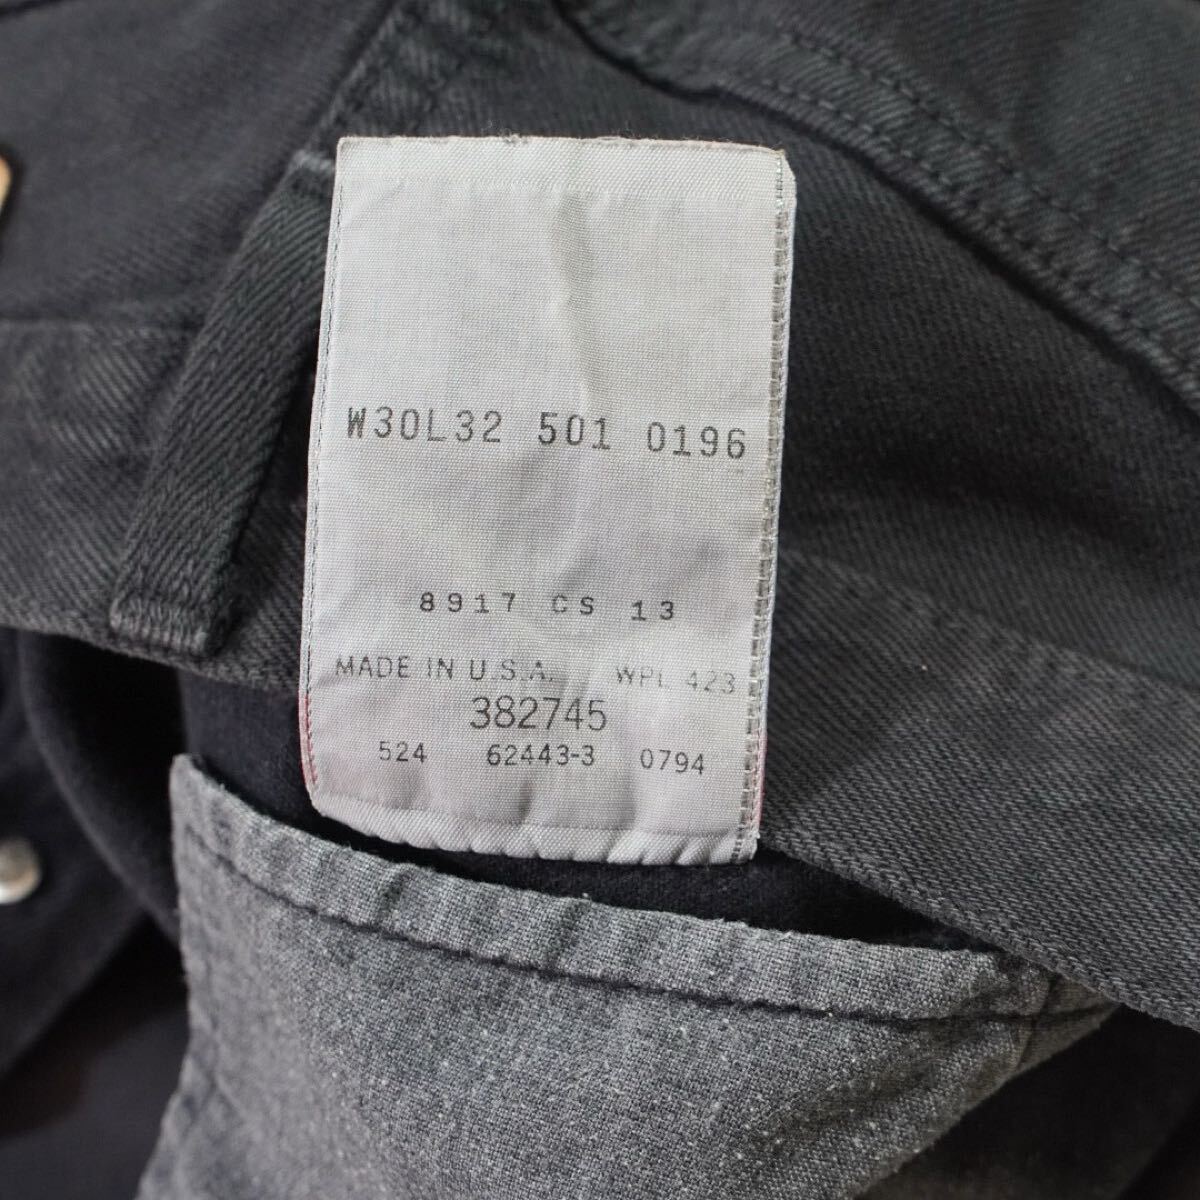 W30L32 501 0196
8917 CS 13
MADE IN U.S.A. WPL 423
382745
524 62443-3 0794